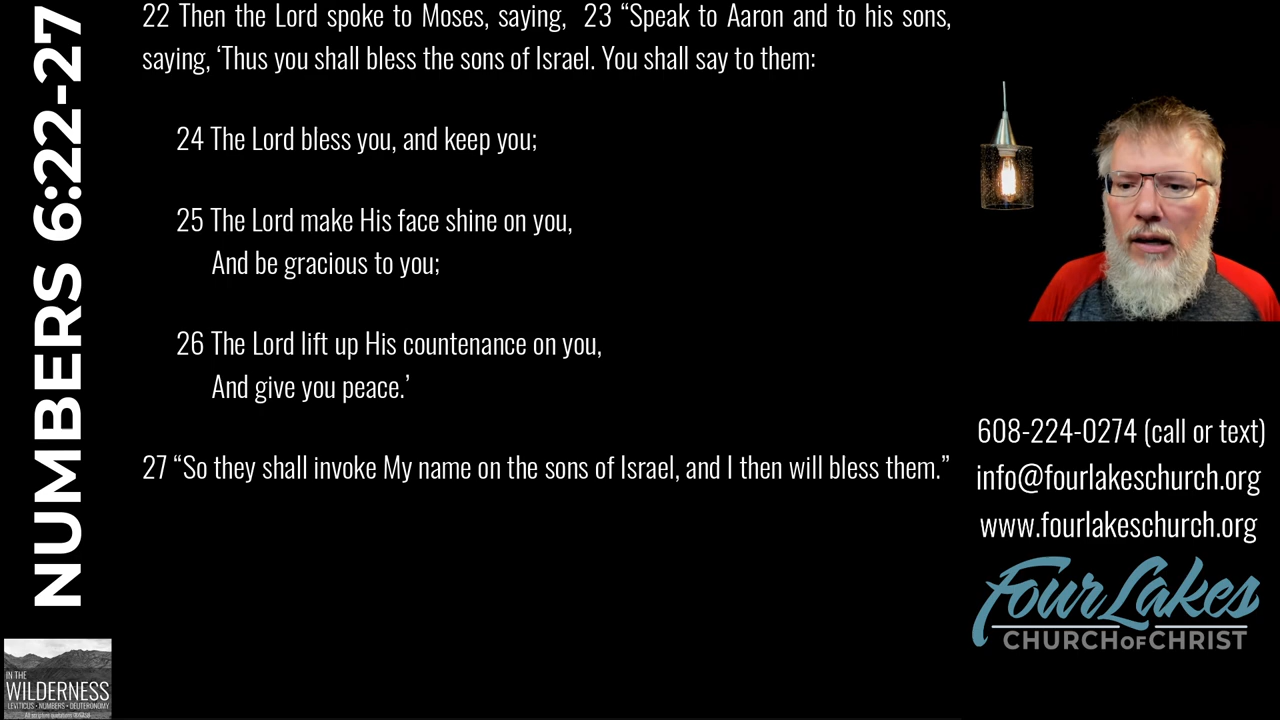 NUMBERS 6:22-27
22 Then the Lord spoke to Moses, saying,  23 “Speak to Aaron and to his sons,
saying, ‘Thus you shall bless the sons of Israel. You shall say to them:
24 The Lord bless you, and keep you;
25 The Lord make His face shine on you,
And be gracious to you;
26 The Lord lift up His countenance on you,
And give you peace.’
27 “So they shall invoke My name on the sons of Israel, and I then will bless them.”
608-224-0274 (call or text)
info@fourlakeschurch.org
www.fourlakeschurch.org
Four Lakes
CHURCH OF CHRIST
IN THE
WILDERNESS
LEVITICUS • NUMBERS • DEUTERONOMY